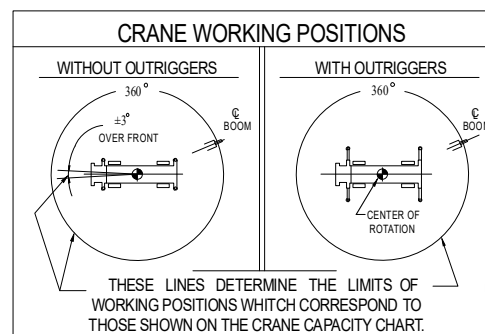 CRANE WORKING POSITIONS
WITHOUT OUTRIGGERS
360°
±3°
OVER FRONT
℄
BOOM
WITH OUTRIGGERS
360°
℄
BOOM
CENTER OF
ROTATION
THESE LINES DETERMINE THE LIMITS OF
WORKING POSITIONS WHITCH CORRESPOND TO
THOSE SHOWN ON THE CRANE CAPACITY CHART.